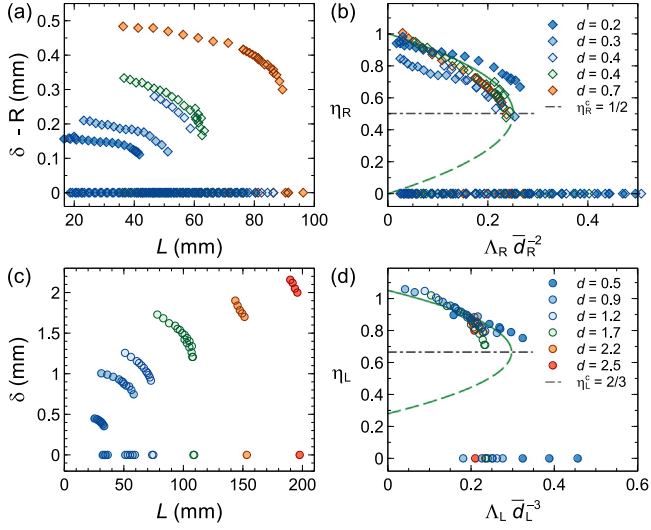 (a)
0.5
0.4
0.3
0.2
0.1
0
δ - R (mm)
20 40 60 80 100
L (mm)
(b)
1
0.8
0.6
0.4
0.2
0
η_R
d = 0.2
d = 0.3
d = 0.4
d = 0.4
d = 0.7
η_R^c = 1/2
0 0.2 0.4
Λ_R d̅_R^-2
(c)
2
1.5
1
0.5
0
δ (mm)
0 50 100 150 200
L (mm)
(d)
1
0.8
0.6
0.4
0.2
0
η_L
d = 0.5
d = 0.9
d = 1.2
d = 1.7
d = 2.2
d = 2.5
η_L^c = 2/3
0 0.2 0.4 0.6
Λ_L d̅_L^-3